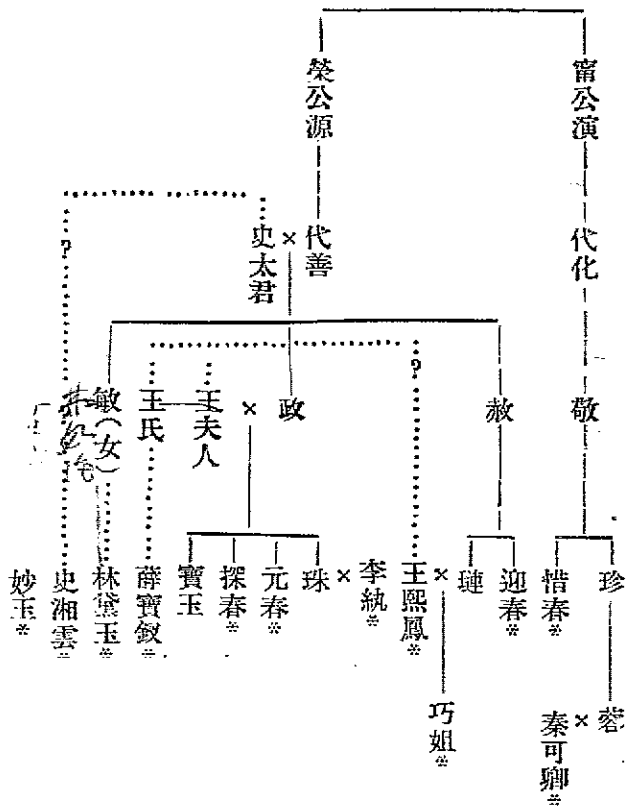 甯公演
榮公源
代化
代善
×
史太君
?
敬
赦
政
×
王夫人
王氏
敏（女）
?
珍
惜春*
迎春*
璉
×
王熙鳳*
李紈*
×
珠
元春*
探春*
寶玉
薛寶釵*
林黛玉*
史湘雲*
妙玉*
蓉
×
秦可卿*
巧姐*